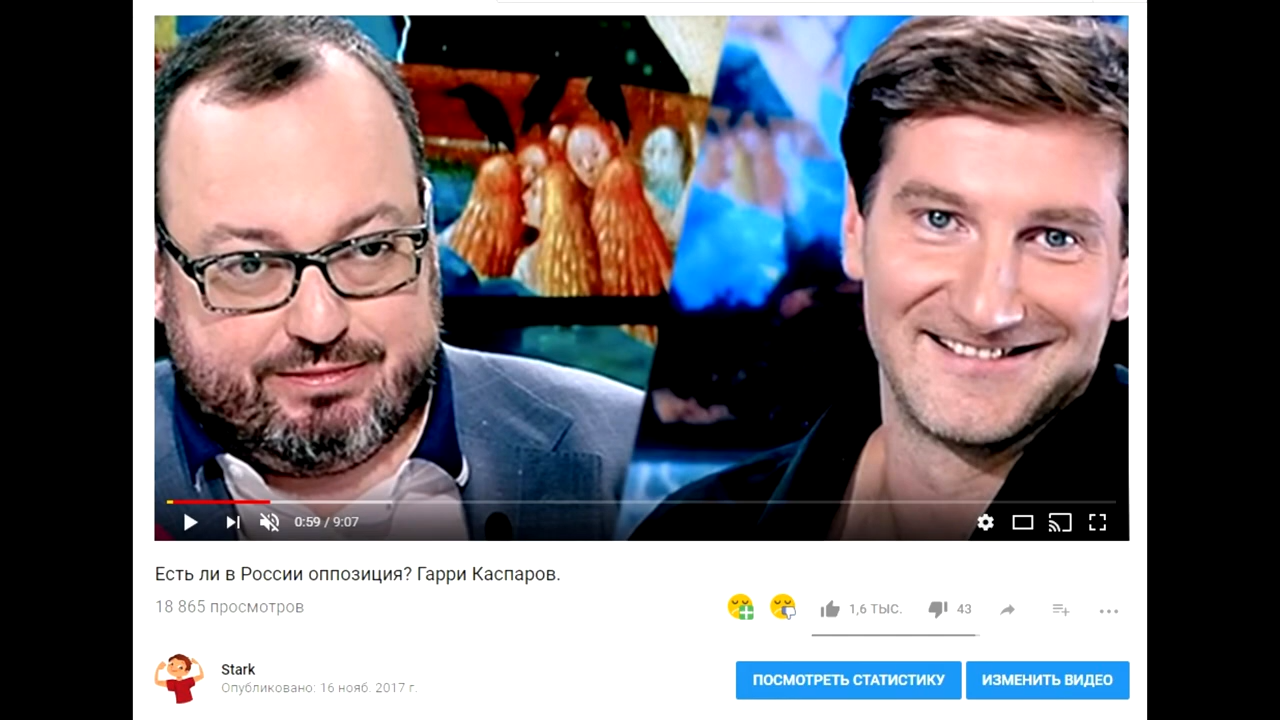 0:59 / 9:07
Есть ли в России оппозиция? Гарри Каспаров.
18 865 просмотров
1,6 ТЫС. 43
Stark
Опубликовано: 16 нояб. 2017 г.
ПОСМОТРЕТЬ СТАТИСТИКУ ИЗМЕНИТЬ ВИДЕО